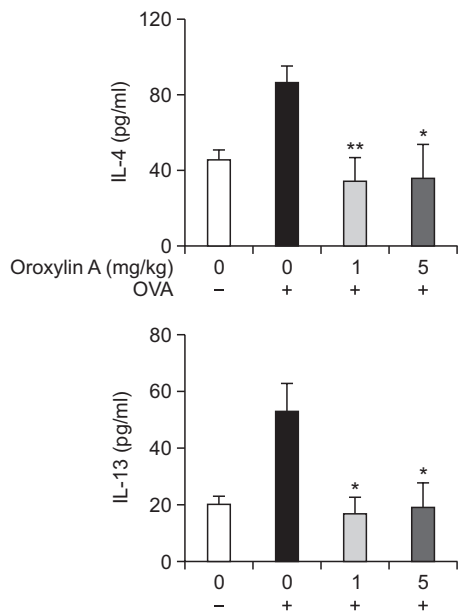 120
80
40
0
IL-4 (pg/ml)
** *
Oroxylin A (mg/kg) 0 0 1 5
OVA – + + +
80
60
40
20
0
IL-13 (pg/ml)
* *
0 0 1 5
– + + +